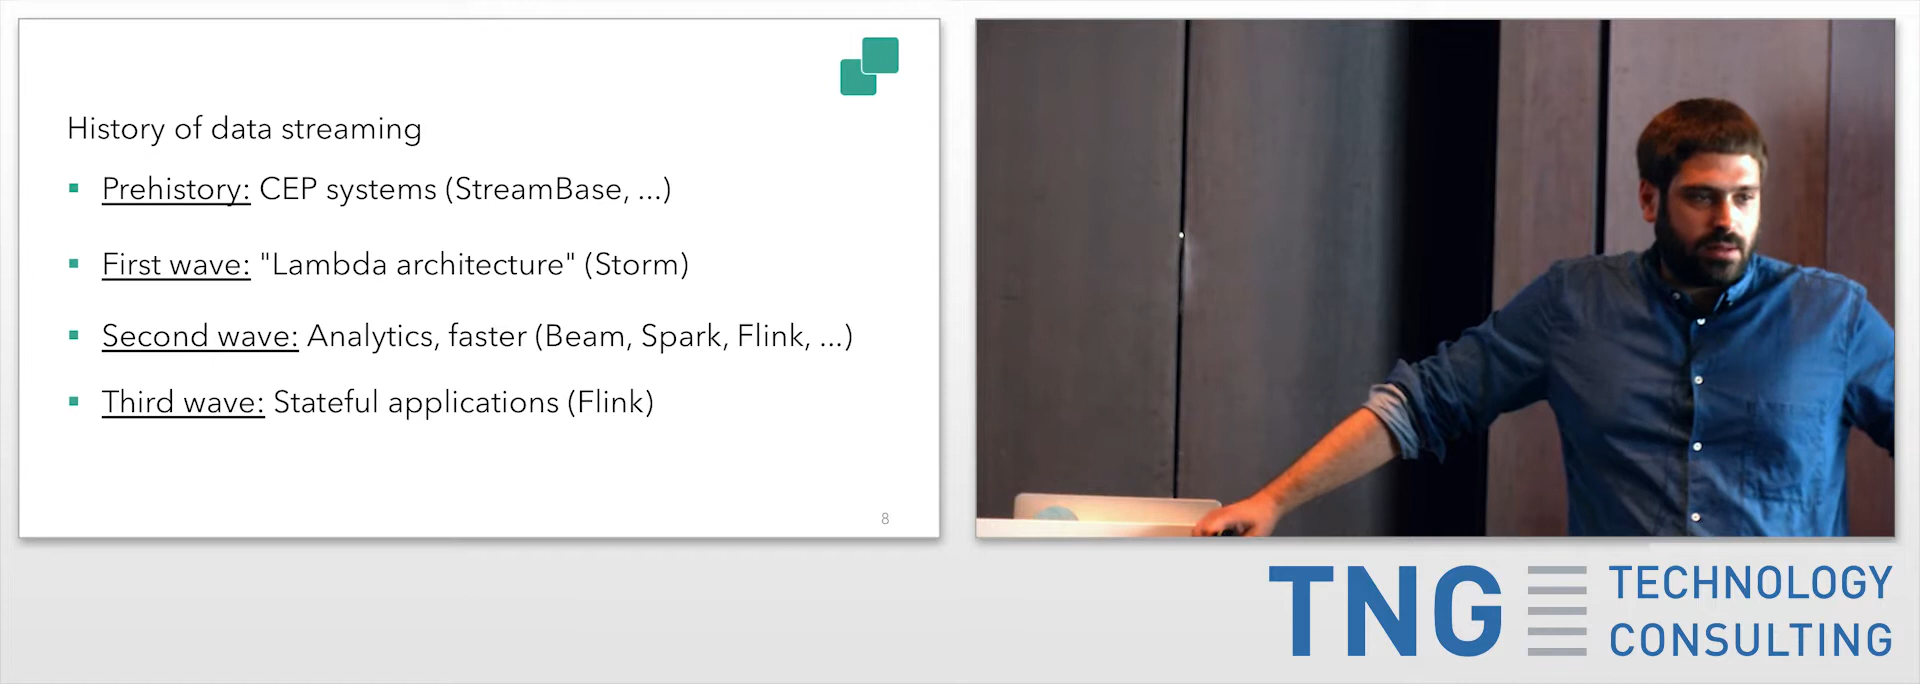 History of data streaming
Prehistory: CEP systems (StreamBase, ...)
First wave: "Lambda architecture" (Storm)
Second wave: Analytics, faster (Beam, Spark, Flink, ...)
Third wave: Stateful applications (Flink)
8
TNG TECHNOLOGY
CONSULTING